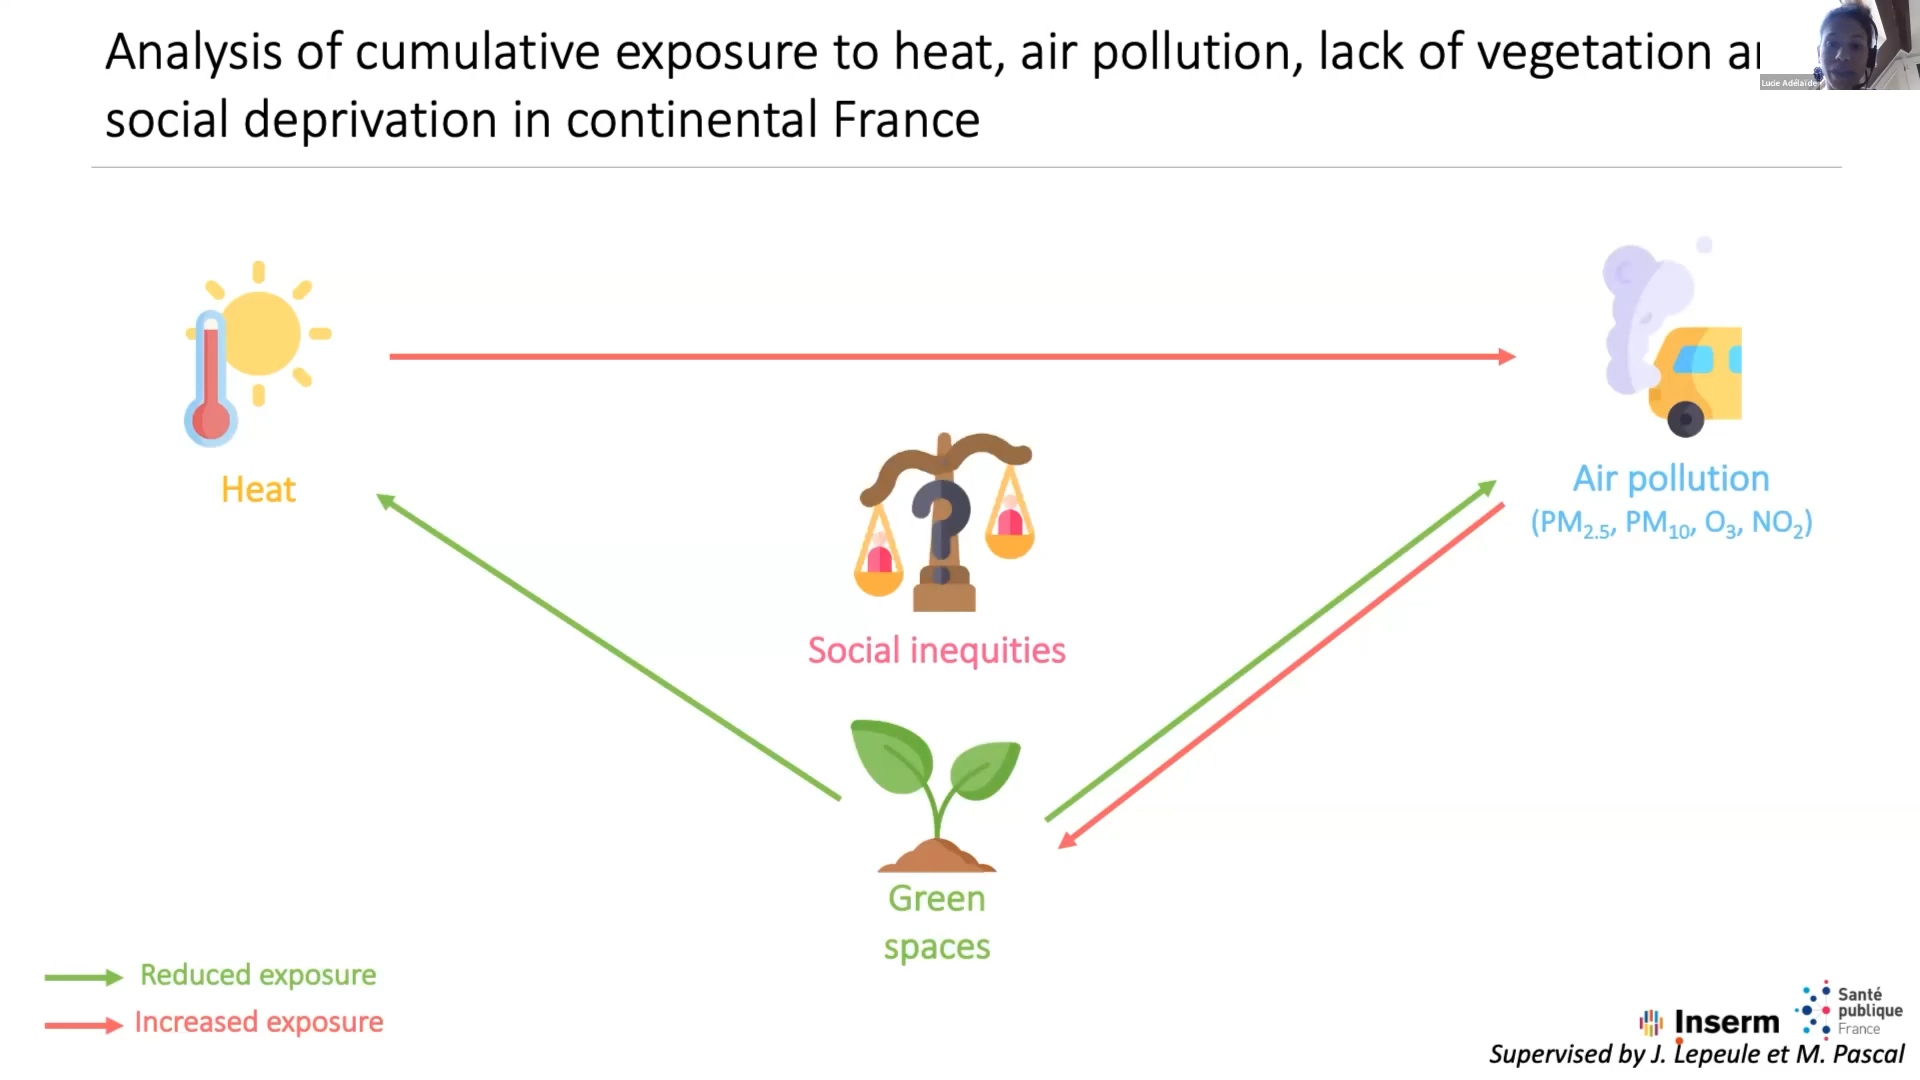 Analysis of cumulative exposure to heat, air pollution, lack of vegetation
social deprivation in continental France
Lucie Adélaïde
Heat
Air pollution
(PM2.5, PM10, O3, NO2)
?
Social inequities
Green
spaces
Reduced exposure
Increased exposure
Inserm
Santé
publique
France
Supervised by J. Lepeule et M. Pascal